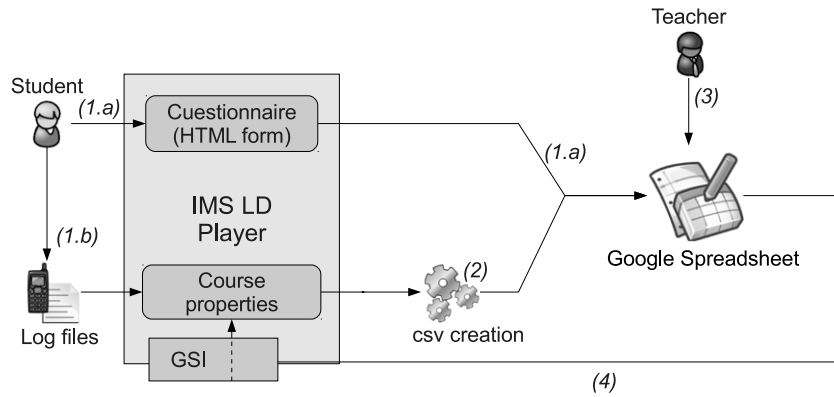 Teacher
Student
(1.a)
Cuestionnaire
(HTML form)
(3)
(1.a)
IMS LD
Player
(1.b)
Google Spreadsheet
Course
properties
(2)
Log files
csv creation
GSI
(4)